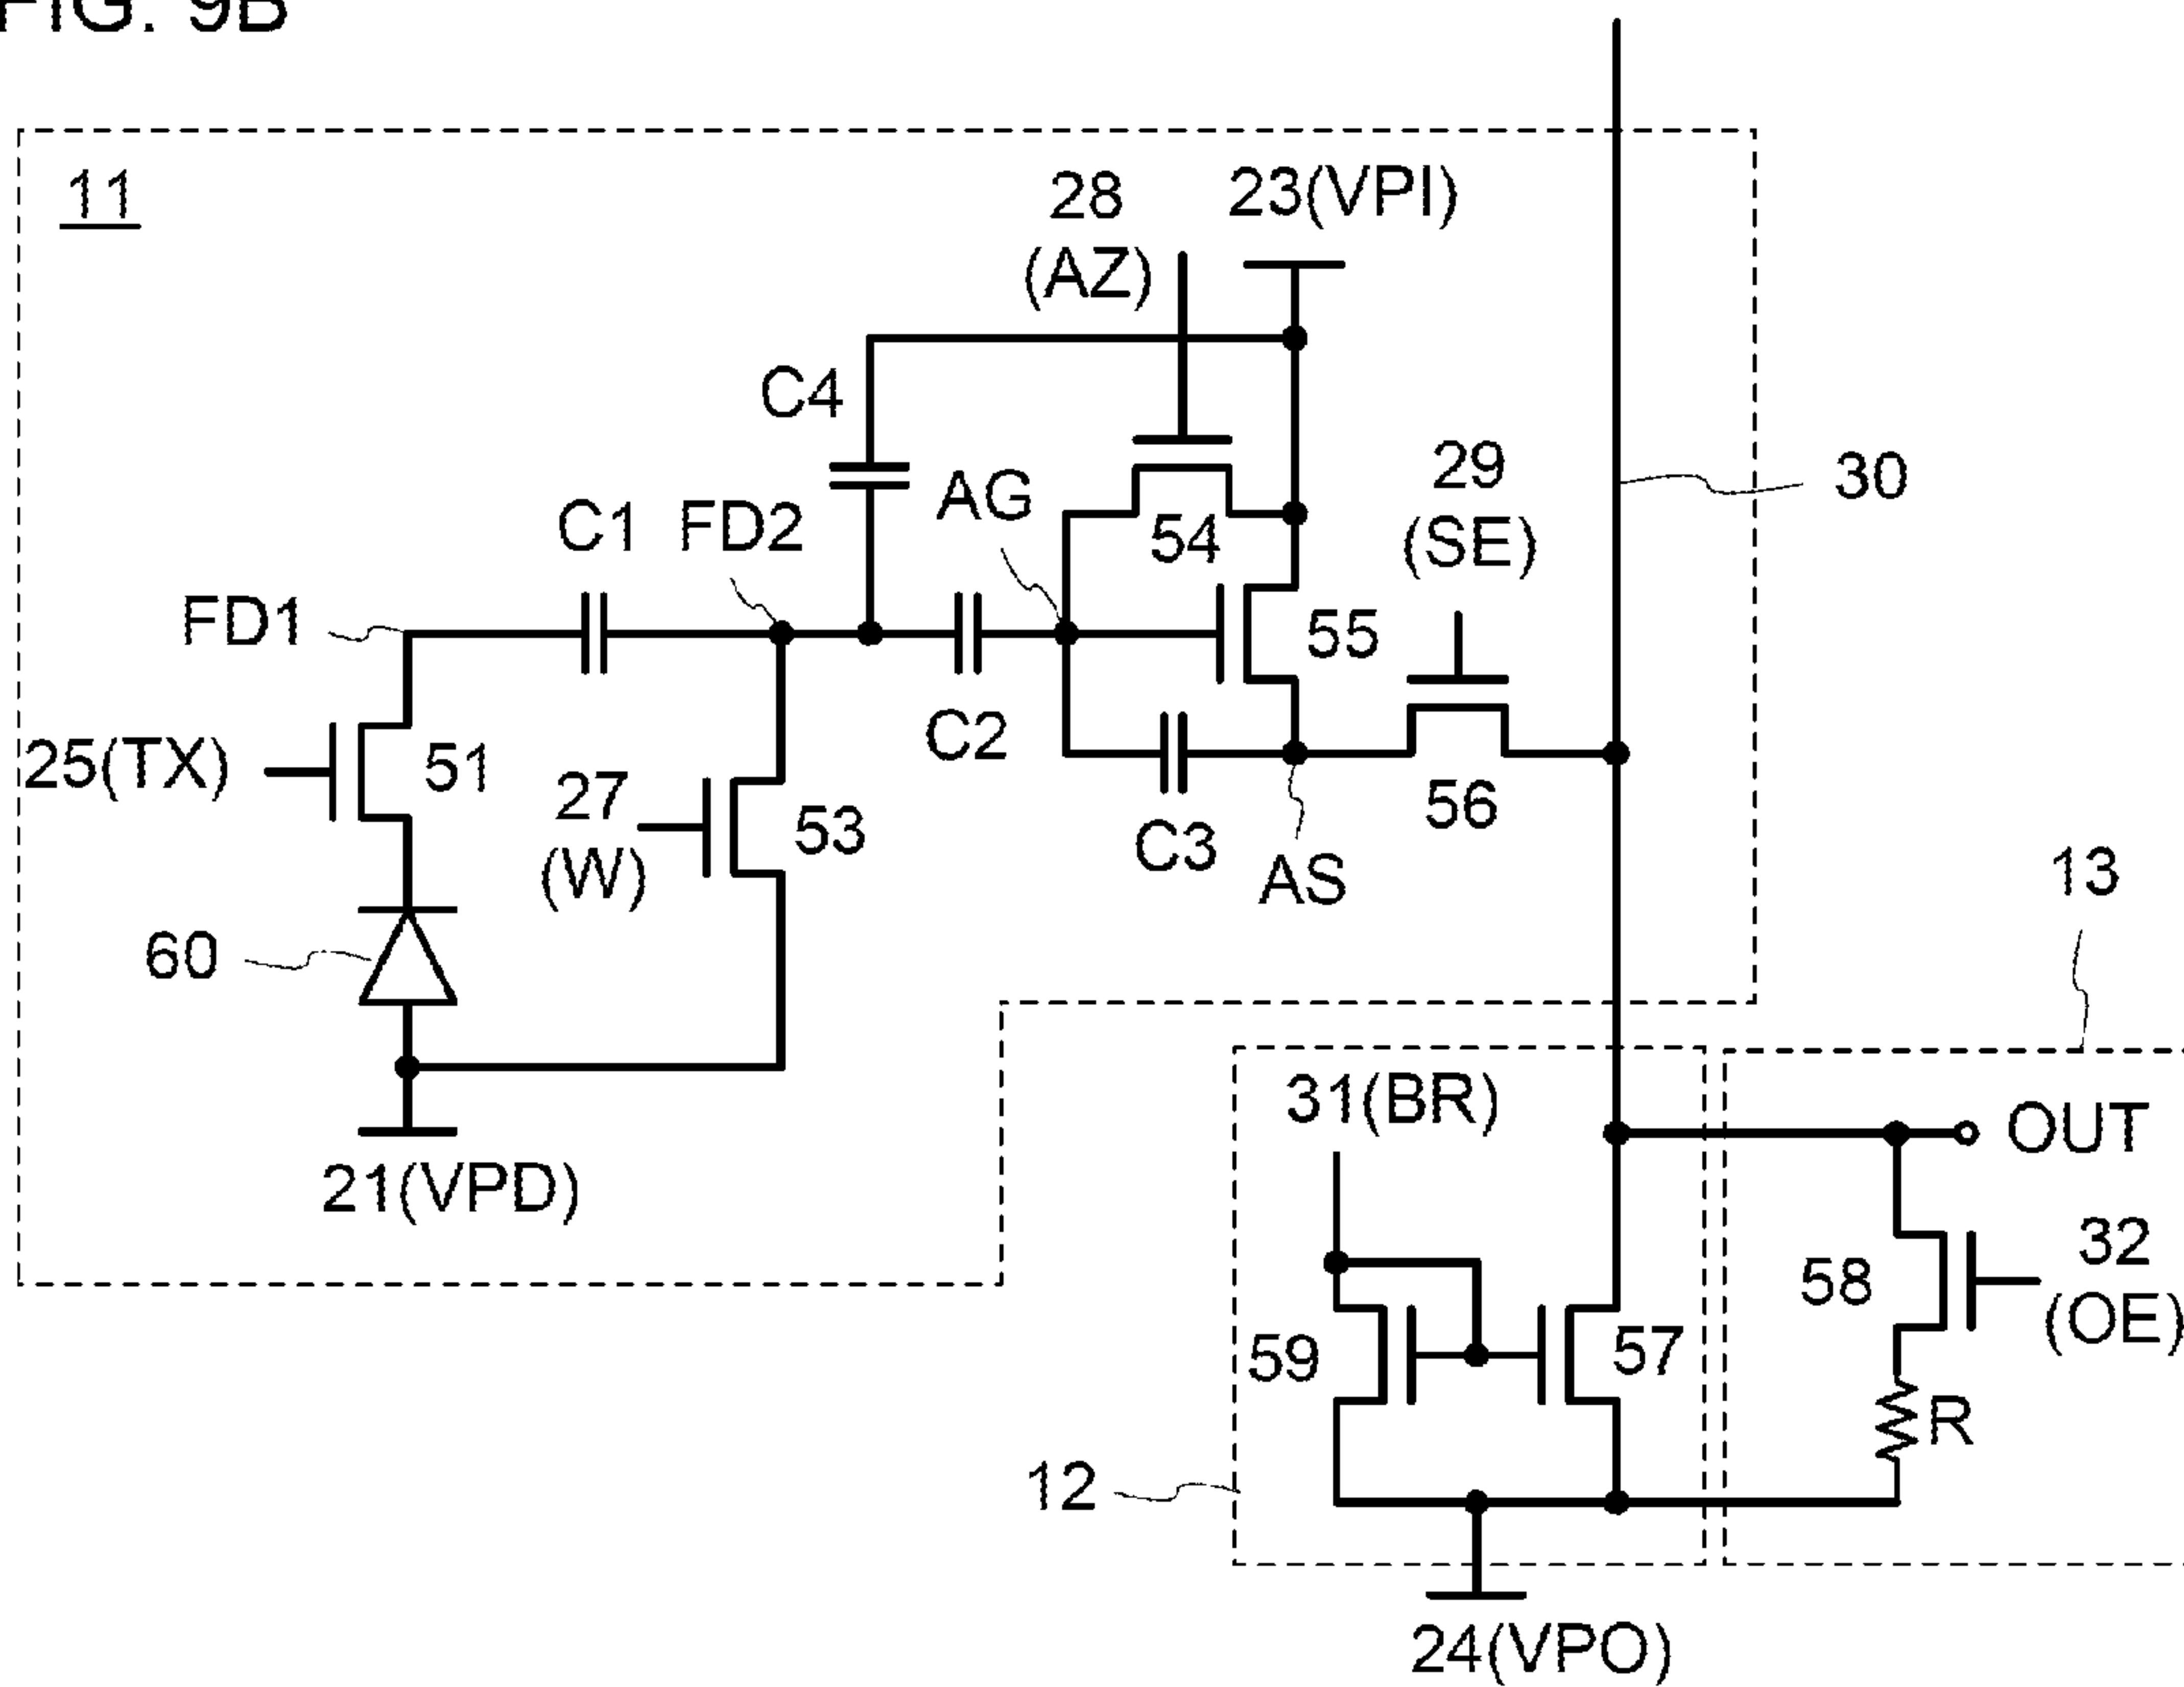 FIG. 9B
11
28
(AZ)
23(VPI)
C4
AG
29
(SE)
30
C1
FD2
54
FD1
55
C2
25(TX)
51
27
(W)
53
56
C3
AS
13
60
31(BR)
OUT
21(VPD)
58
32
(OE)
59
57
R
12
24(VPO)